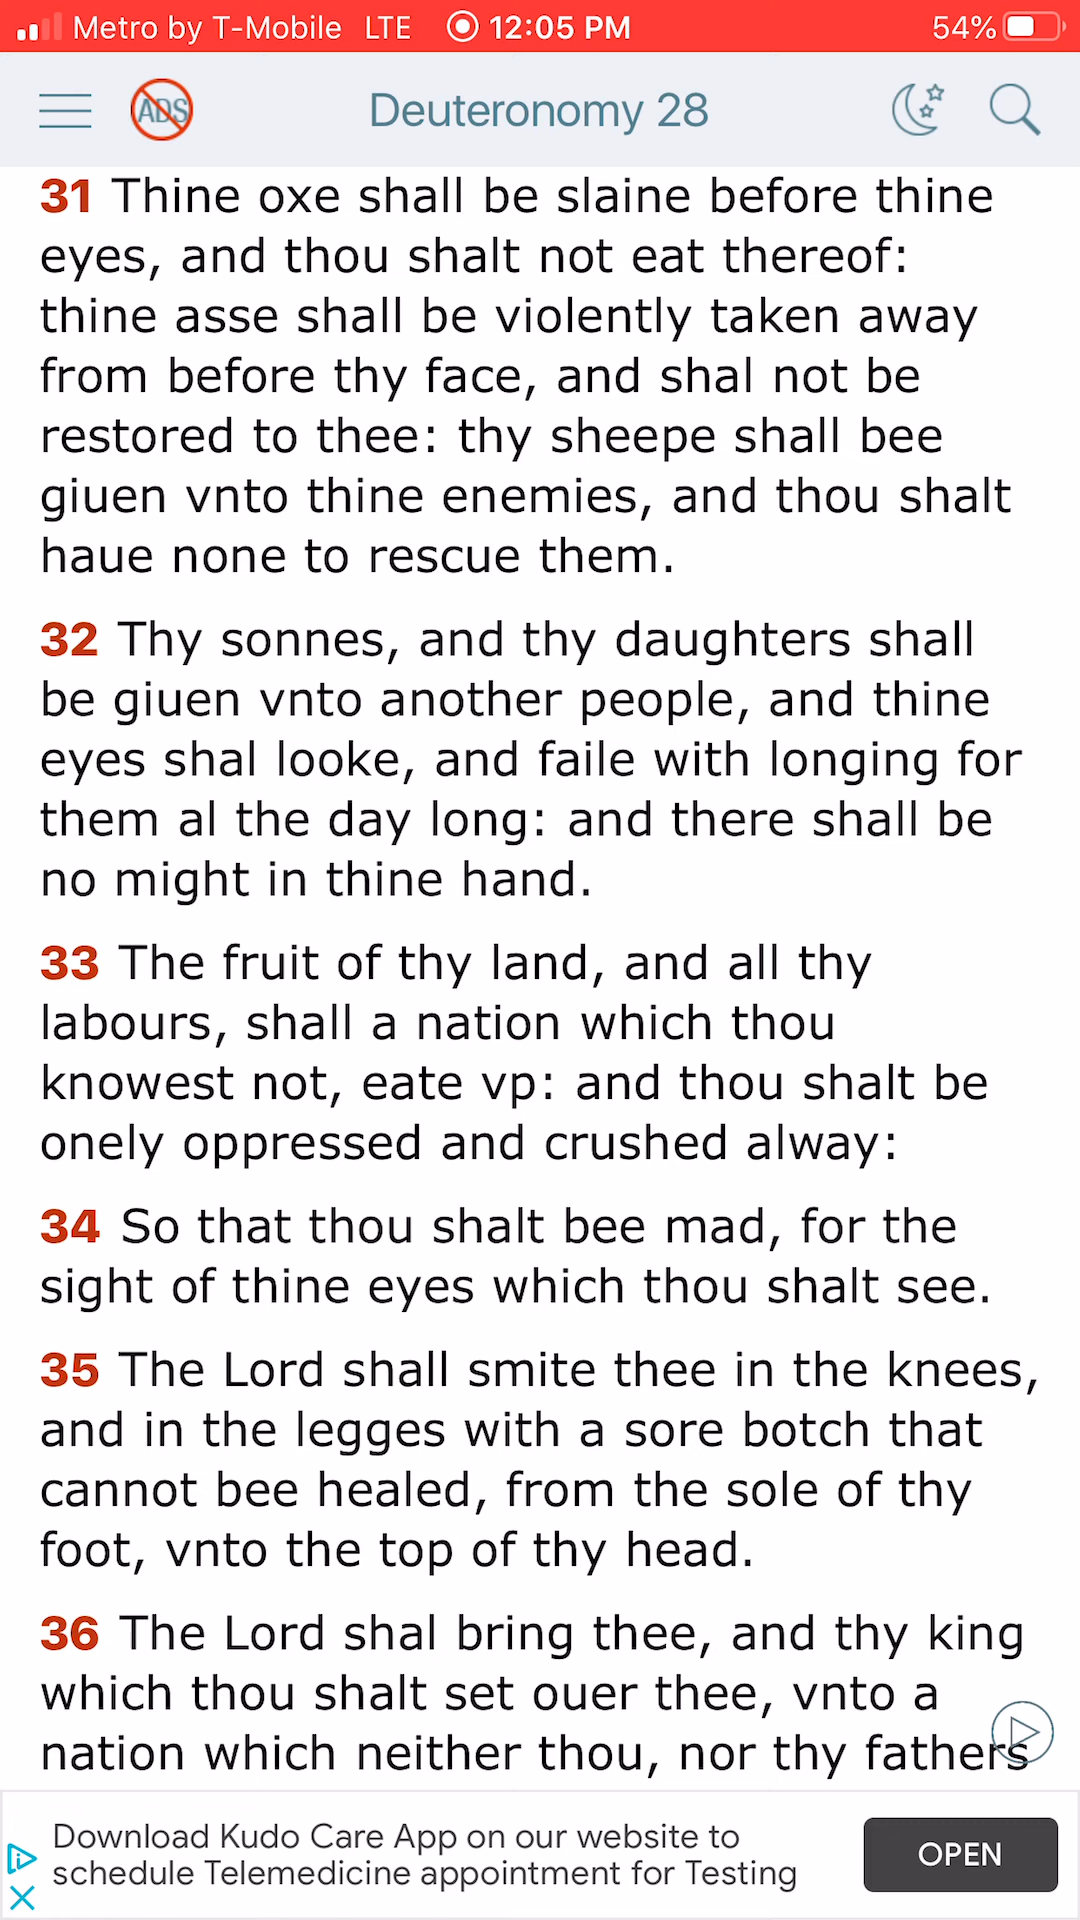 Metro by T-Mobile LTE 12:05 PM 54%
ADS Deuteronomy 28
31 Thine oxe shall be slaine before thine
eyes, and thou shalt not eat thereof:
thine asse shall be violently taken away
from before thy face, and shal not be
restored to thee: thy sheepe shall bee
giuen vnto thine enemies, and thou shalt
haue none to rescue them.
32 Thy sonnes, and thy daughters shall
be giuen vnto another people, and thine
eyes shal looke, and faile with longing for
them al the day long: and there shall be
no might in thine hand.
33 The fruit of thy land, and all thy
labours, shall a nation which thou
knowest not, eate vp: and thou shalt be
onely oppressed and crushed alway:
34 So that thou shalt bee mad, for the
sight of thine eyes which thou shalt see.
35 The Lord shall smite thee in the knees,
and in the legges with a sore botch that
cannot bee healed, from the sole of thy
foot, vnto the top of thy head.
36 The Lord shal bring thee, and thy king
which thou shalt set ouer thee, vnto a
nation which neither thou, nor thy fathers
Download Kudo Care App on our website to
schedule Telemedicine appointment for Testing
OPEN